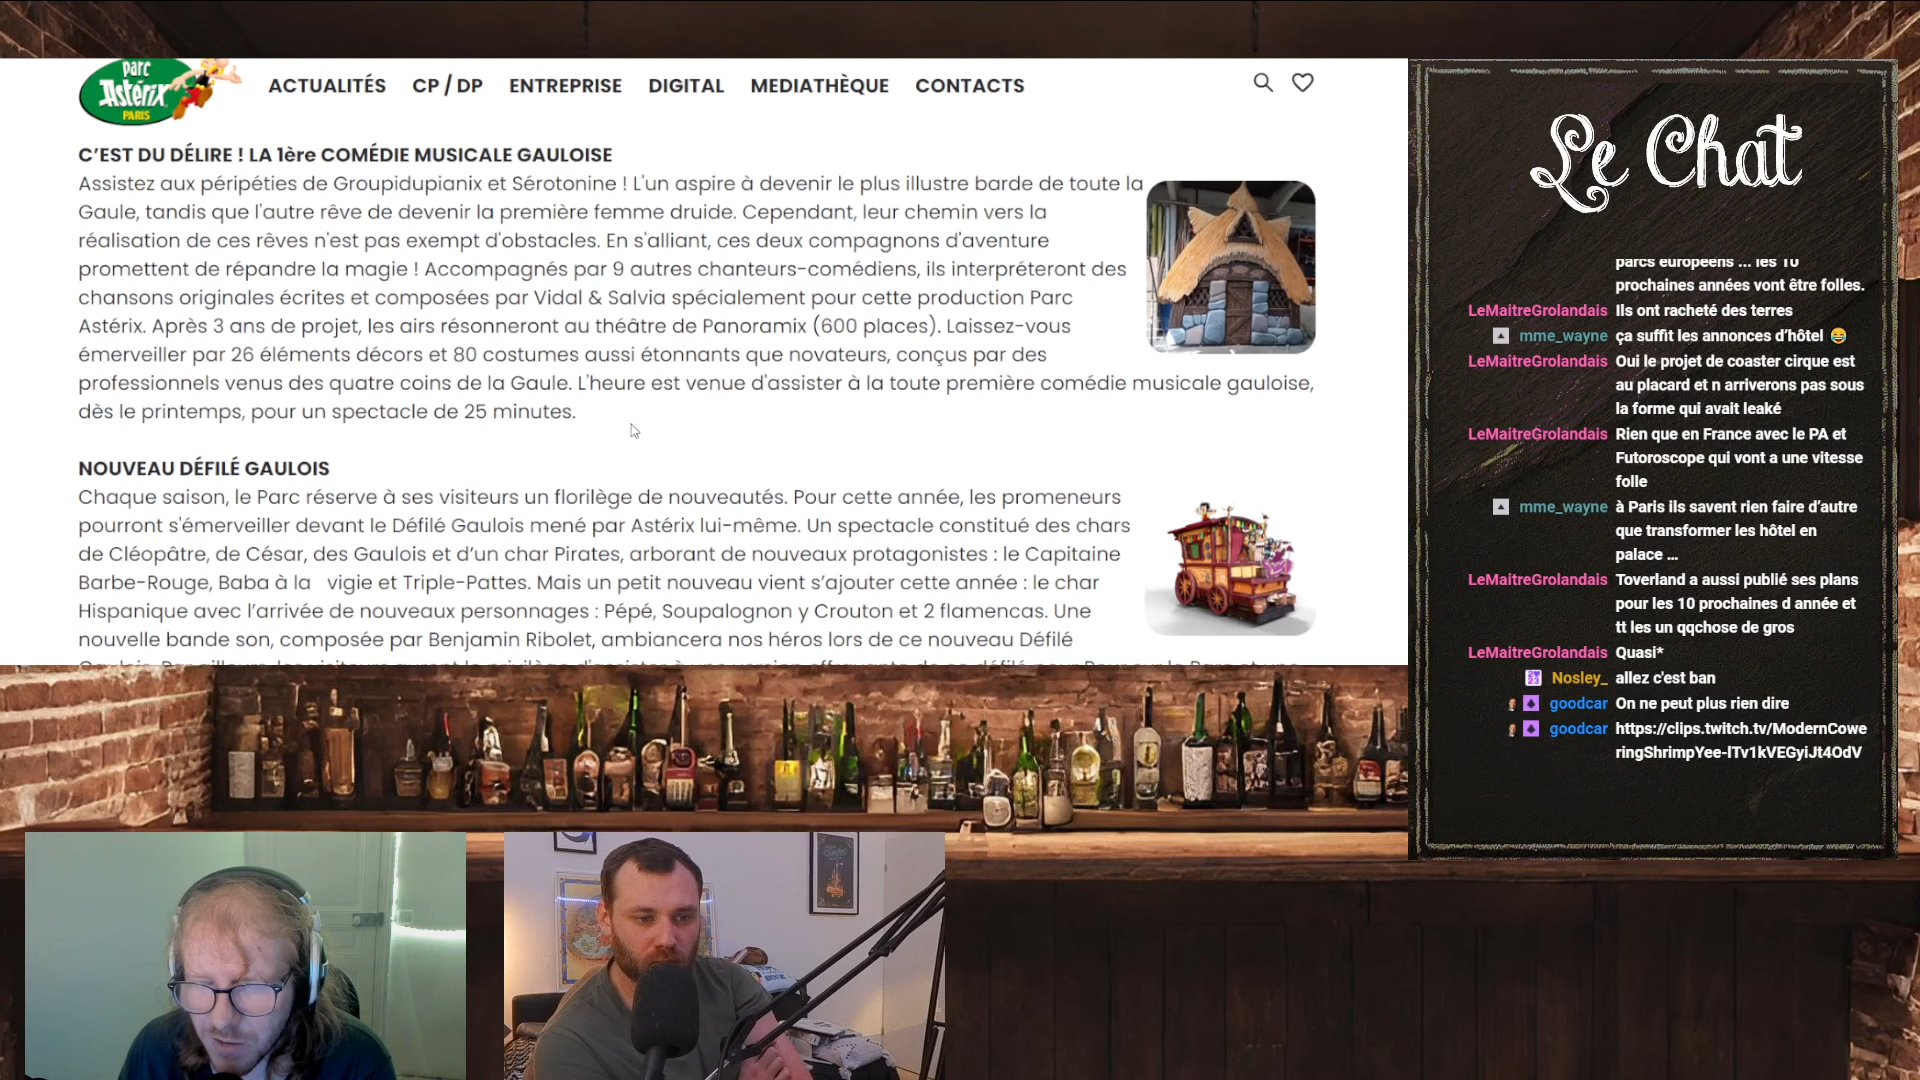 parc
Astérix
PARIS
ACTUALITÉS CP / DP ENTREPRISE DIGITAL MEDIATHÈQUE CONTACTS
C'EST DU DÉLIRE ! LA 1ère COMÉDIE MUSICALE GAULOISE
Assistez aux péripéties de Groupidupianix et Sérotonine ! L'un aspire à devenir le plus illustre barde de toute la
Gaule, tandis que l'autre rêve de devenir la première femme druide. Cependant, leur chemin vers la
réalisation de ces rêves n'est pas exempt d'obstacles. En s'alliant, ces deux compagnons d'aventure
promettent de répandre la magie ! Accompagnés par 9 autres chanteurs-comédiens, ils interpréteront des
chansons originales écrites et composées par Vidal & Salvia spécialement pour cette production Parc
Astérix. Après 3 ans de projet, les airs résonneront au théâtre de Panoramix (600 places). Laissez-vous
émerveiller par 26 éléments décors et 80 costumes aussi étonnants que novateurs, conçus par des
professionnels venus des quatre coins de la Gaule. L'heure est venue d'assister à la toute première comédie musicale gauloise,
dès le printemps, pour un spectacle de 25 minutes.
NOUVEAU DÉFILÉ GAULOIS
Chaque saison, le Parc réserve à ses visiteurs un florilège de nouveautés. Pour cette année, les promeneurs
pourront s'émerveiller devant le Défilé Gaulois mené par Astérix lui-même. Un spectacle constitué des chars
de Cléopâtre, de César, des Gaulois et d'un char Pirates, arborant de nouveaux protagonistes : le Capitaine
Barbe-Rouge, Baba à la vigie et Triple-Pattes. Mais un petit nouveau vient s'ajouter cette année : le char
Hispanique avec l'arrivée de nouveaux personnages : Pépé, Soupalognon y Crouton et 2 flamencas. Une
nouvelle bande son, composée par Benjamin Ribolet, ambiancera nos héros lors de ce nouveau Défilé
Le Chat
parcs européens ... les 10
prochaines années vont être folles.
LeMaitreGrolandais Ils ont racheté des terres
mme_wayne ça suffit les annonces d'hôtel 😂
LeMaitreGrolandais Oui le projet de coaster cirque est
au placard et n arriverons pas sous
la forme qui avait leaké
LeMaitreGrolandais Rien que en France avec le PA et
Futoroscope qui vont a une vitesse
folle
mme_wayne à Paris ils savent rien faire d'autre
que transformer les hôtel en
palace ...
LeMaitreGrolandais Toverland a aussi publié ses plans
pour les 10 prochaines d année et
tt les un qqchose de gros
LeMaitreGrolandais Quasi*
Nosley_ allez c'est ban
goodcar On ne peut plus rien dire
goodcar https://clips.twitch.tv/ModernCowe
ringShrimpYee-lTv1kVEGyiJt4OdV